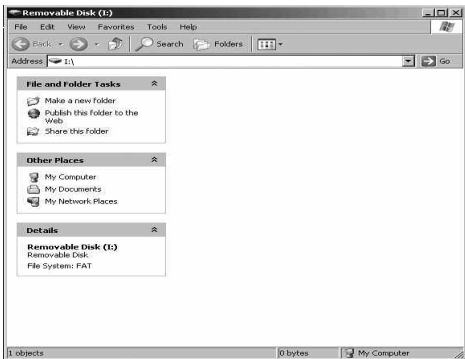 Removable Disk (I:)
File Edit View Favorites Tools Help
Back Search Folders
Address I:\ Go
File and Folder Tasks
Make a new folder
Publish this folder to the
Web
Share this folder
Other Places
My Computer
My Documents
My Network Places
Details
Removable Disk (I:)
Removable Disk
File System: FAT
1 objects 0 bytes My Computer